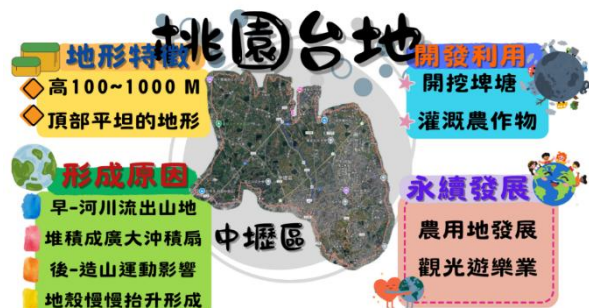 桃園台地
地形特徵
高100~1000 M
頂部平坦的地形
開發利用
開挖埤塘
灌溉農作物
形成原因
早-河川流出山地
堆積成廣大沖積扇
後-造山運動影響
地殼慢慢抬升形成
中壢區
永續發展
農用地發展
觀光遊樂業